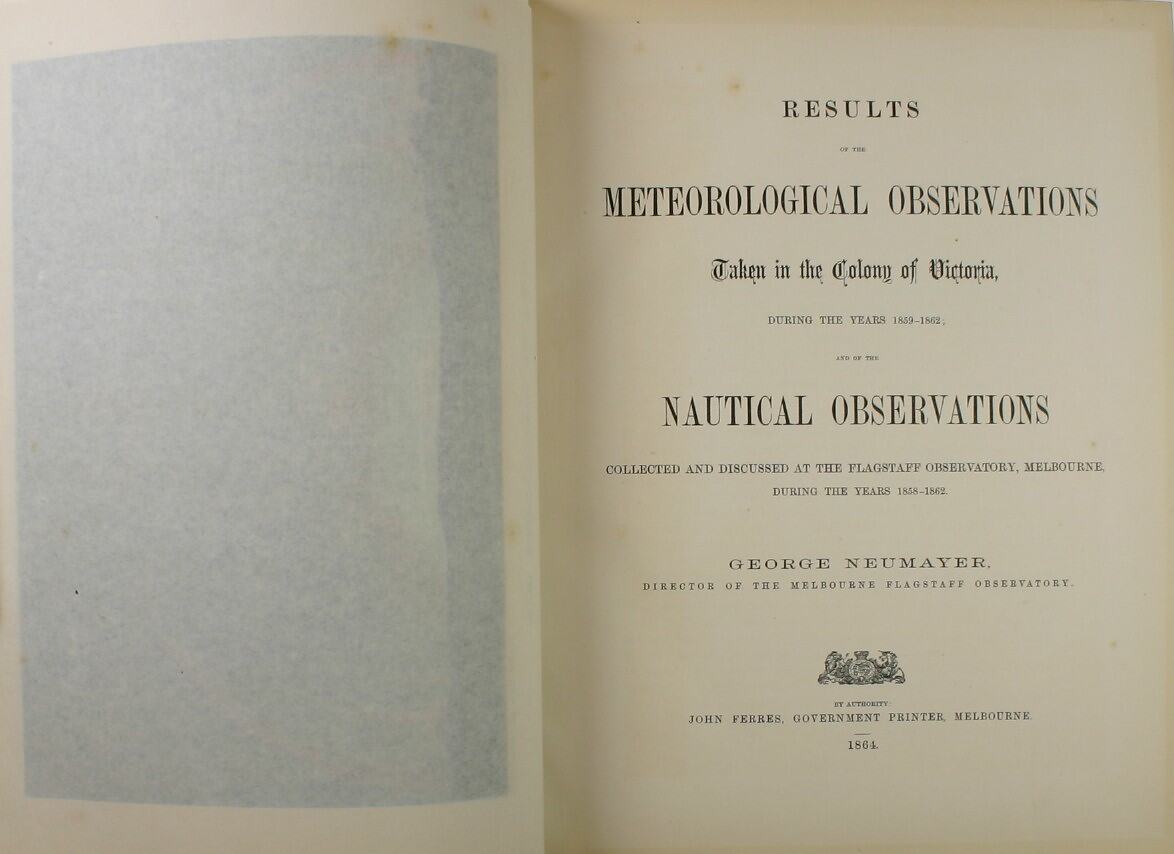 RESULTS
OF THE
METEOROLOGICAL OBSERVATIONS
Taken in the Colony of Victoria,
DURING THE YEARS 1859–1862;
AND OF THE
NAUTICAL OBSERVATIONS
COLLECTED AND DISCUSSED AT THE FLAGSTAFF OBSERVATORY, MELBOURNE,
DURING THE YEARS 1858–1862.
GEORGE NEUMAYER,
DIRECTOR OF THE MELBOURNE FLAGSTAFF OBSERVATORY.
BY AUTHORITY:
JOHN FERRES, GOVERNMENT PRINTER, MELBOURNE.
1864.